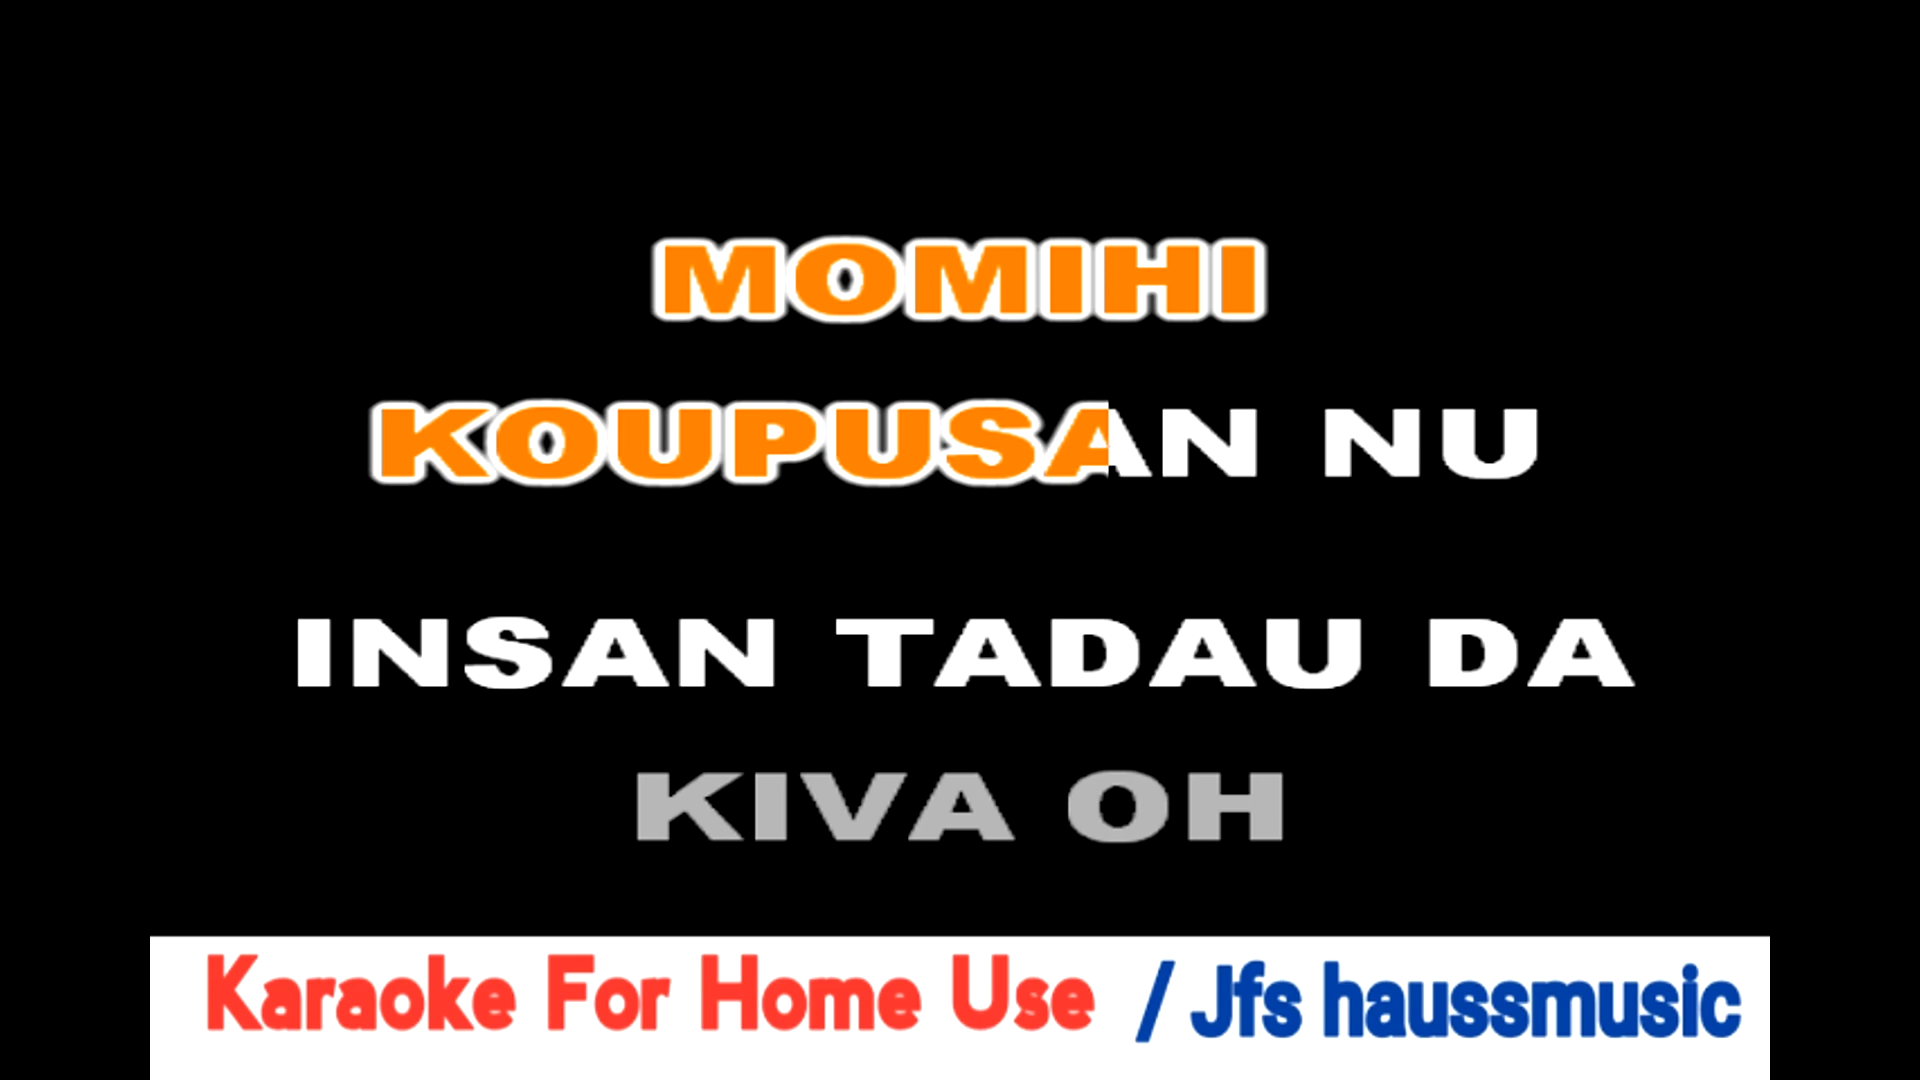 MOMIHI
KOUPUSAN NU
INSAN TADAU DA
KIVA OH
Karaoke For Home Use / Jfs haussmusic